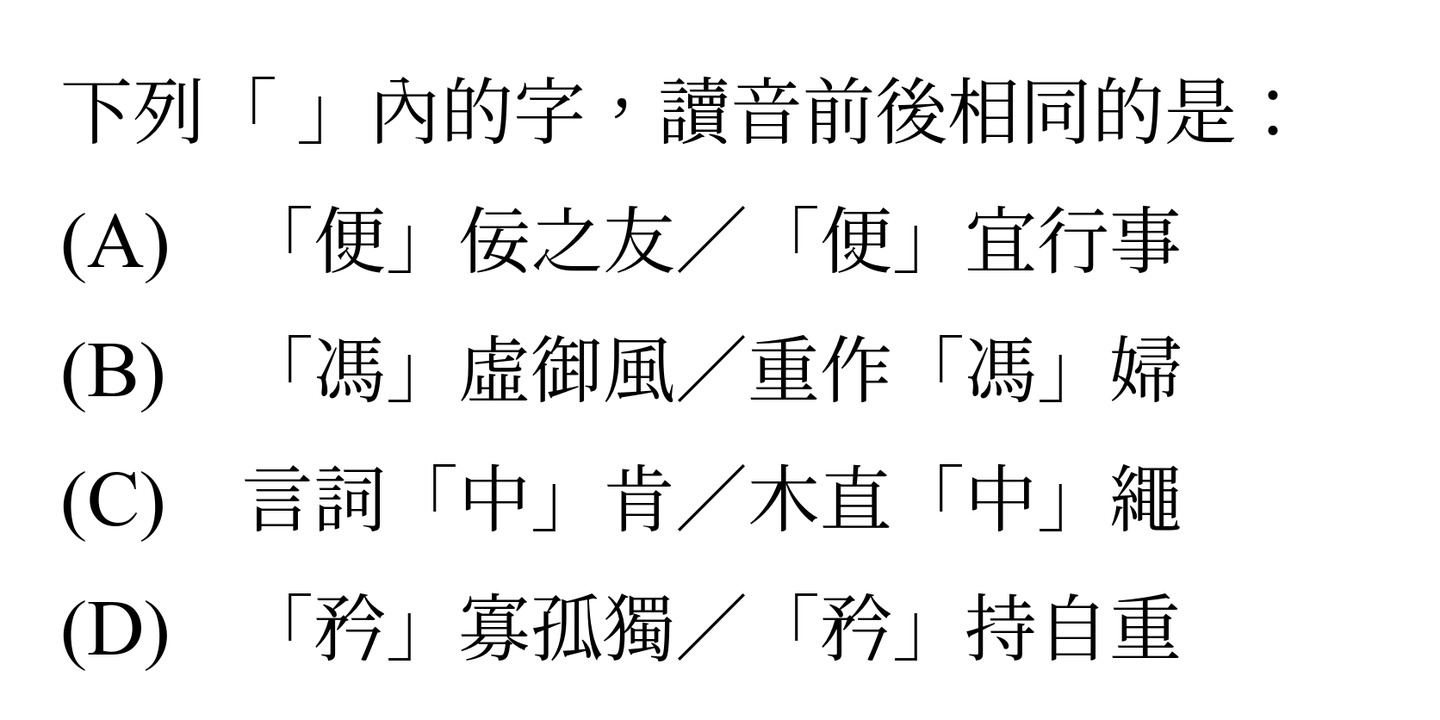 下列「 」內的字，讀音前後相同的是：
(A) 「便」佞之友／「便」宜行事
(B) 「馮」虛御風／重作「馮」婦
(C) 言詞「中」肯／木直「中」繩
(D) 「矜」寡孤獨／「矜」持自重